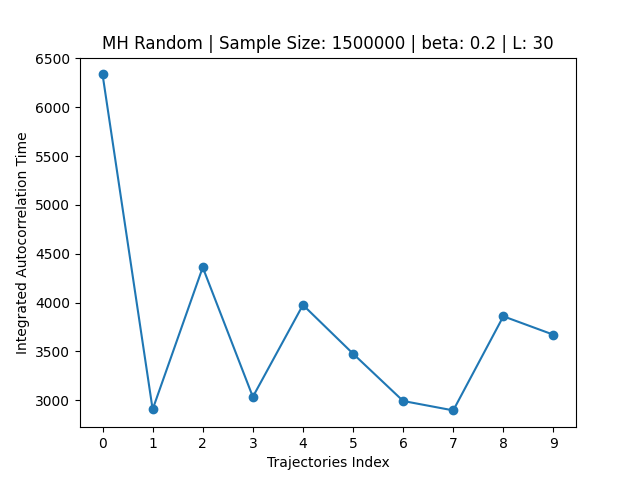 MH Random | Sample Size: 1500000 | beta: 0.2 | L: 30
Integrated Autocorrelation Time
6500
6000
5500
5000
4500
4000
3500
3000
0 1 2 3 4 5 6 7 8 9
Trajectories Index